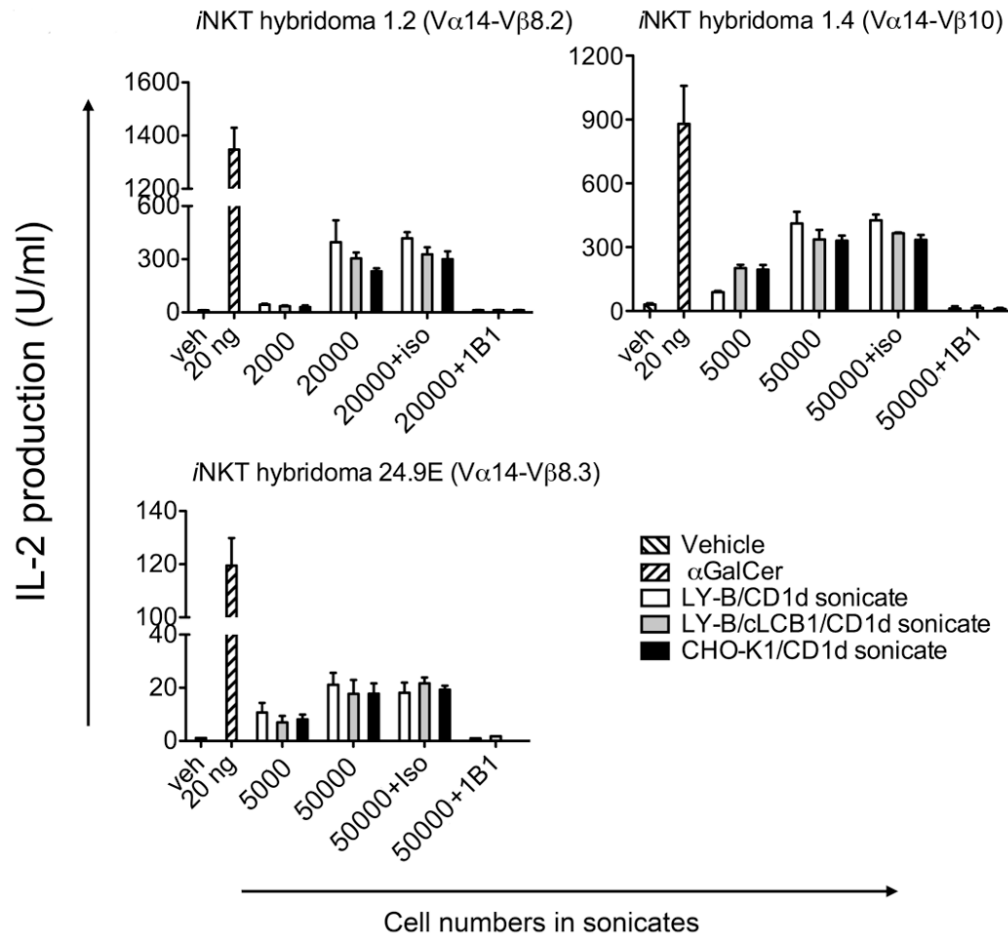 iNKT hybridoma 1.2 (Vα14-Vβ8.2)
1600
1400
1200
1000
600
300
0
veh
20 ng
2000
20000
20000+iso
20000+1B1
iNKT hybridoma 1.4 (Vα14-Vβ10)
1200
900
600
300
0
veh
20 ng
5000
50000
50000+iso
50000+1B1
IL-2 production (U/ml)
iNKT hybridoma 24.9E (Vα14-Vβ8.3)
140
120
100
40
20
0
veh
20 ng
5000
50000
50000+Iso
50000+1B1
Vehicle
αGalCer
LY-B/CD1d sonicate
LY-B/cLCB1/CD1d sonicate
CHO-K1/CD1d sonicate
Cell numbers in sonicates